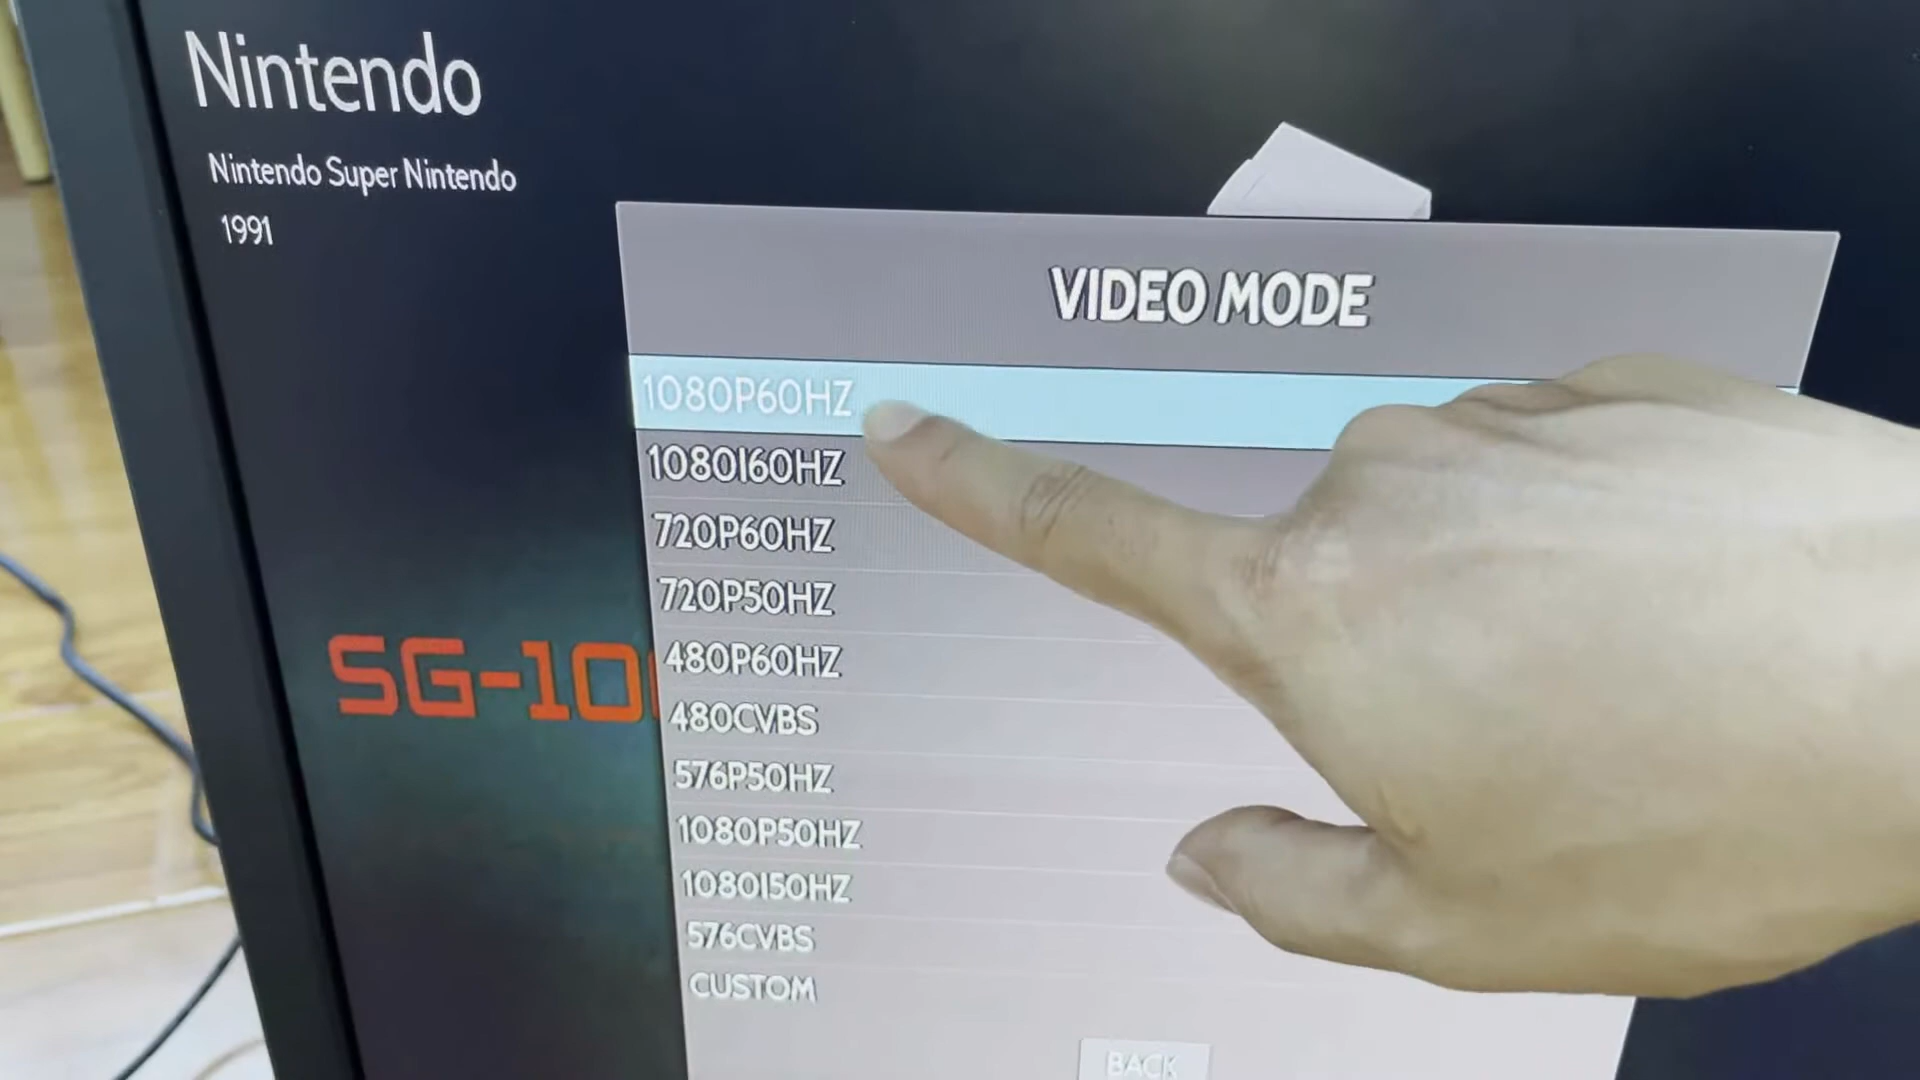 Nintendo
Nintendo Super Nintendo
1991
VIDEO MODE
1080P60HZ
1080I60HZ
720P60HZ
720P50HZ
480P60HZ
SG-10
480CVBS
576P50HZ
1080P50HZ
1080I50HZ
576CVBS
CUSTOM
BACK